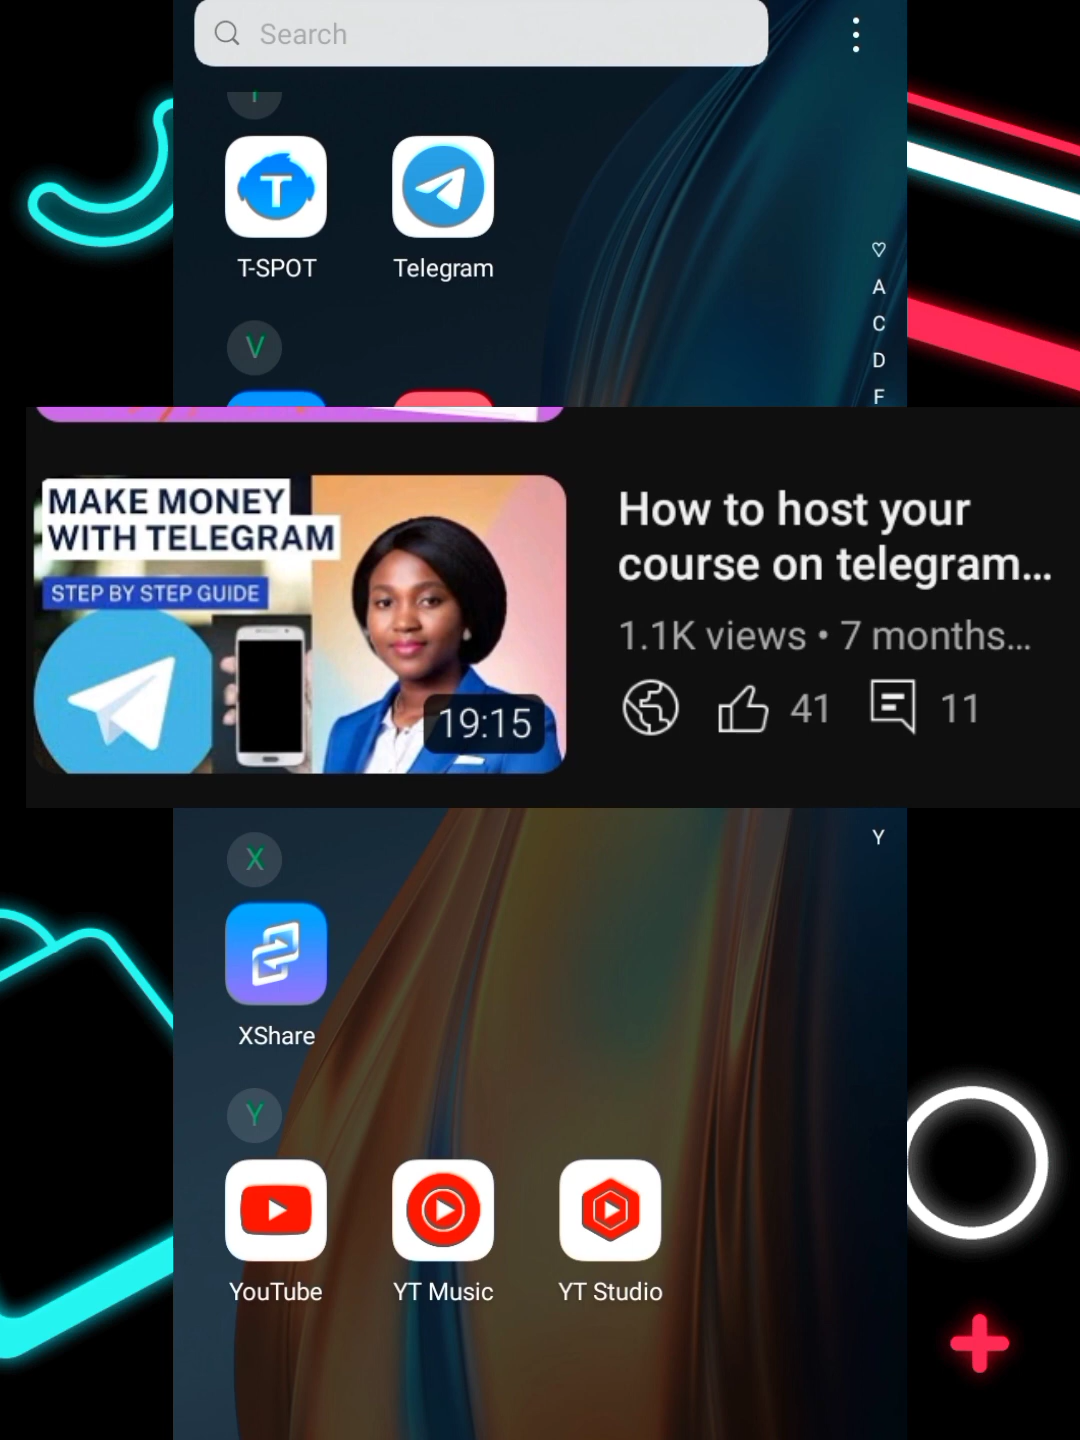 Search
T-SPOT
Telegram
♡
A
C
D
F
V
MAKE MONEY
WITH TELEGRAM
STEP BY STEP GUIDE
19:15
How to host your
course on telegram...
1.1K views • 7 months...
41
11
Y
X
XShare
Y
YouTube
YT Music
YT Studio